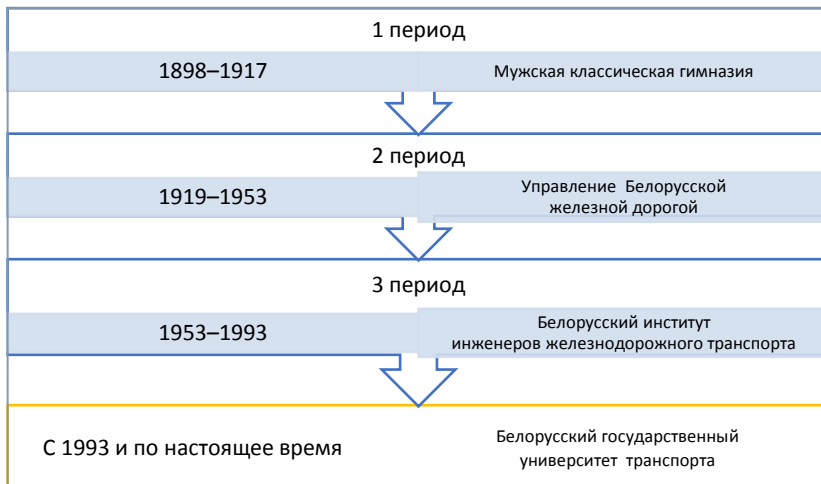 1 период
1898–1917
Мужская классическая гимназия
2 период
1919–1953
Управление Белорусской
железной дорогой
3 период
1953–1993
Белорусский институт
инженеров железнодорожного транспорта
С 1993 и по настоящее время
Белорусский государственный
университет транспорта